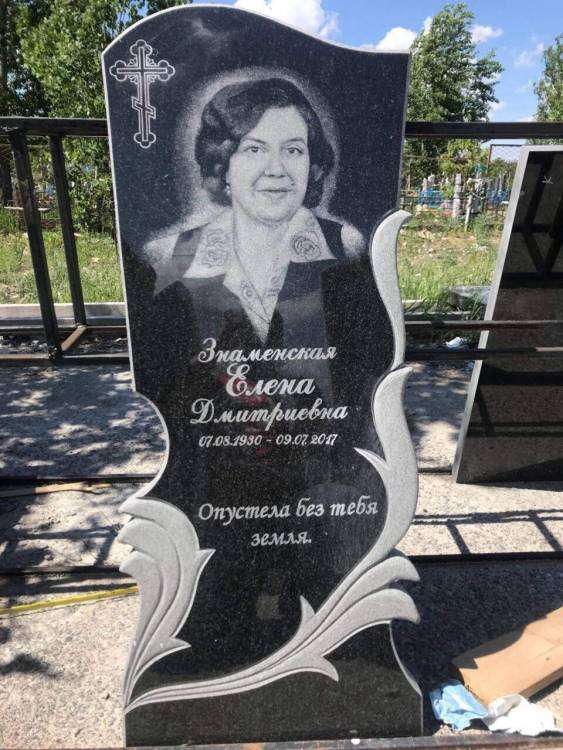 Знаменская
Елена
Дмитриевна
07.08.1930 - 09.07.2017
Опустела без тебя
земля.